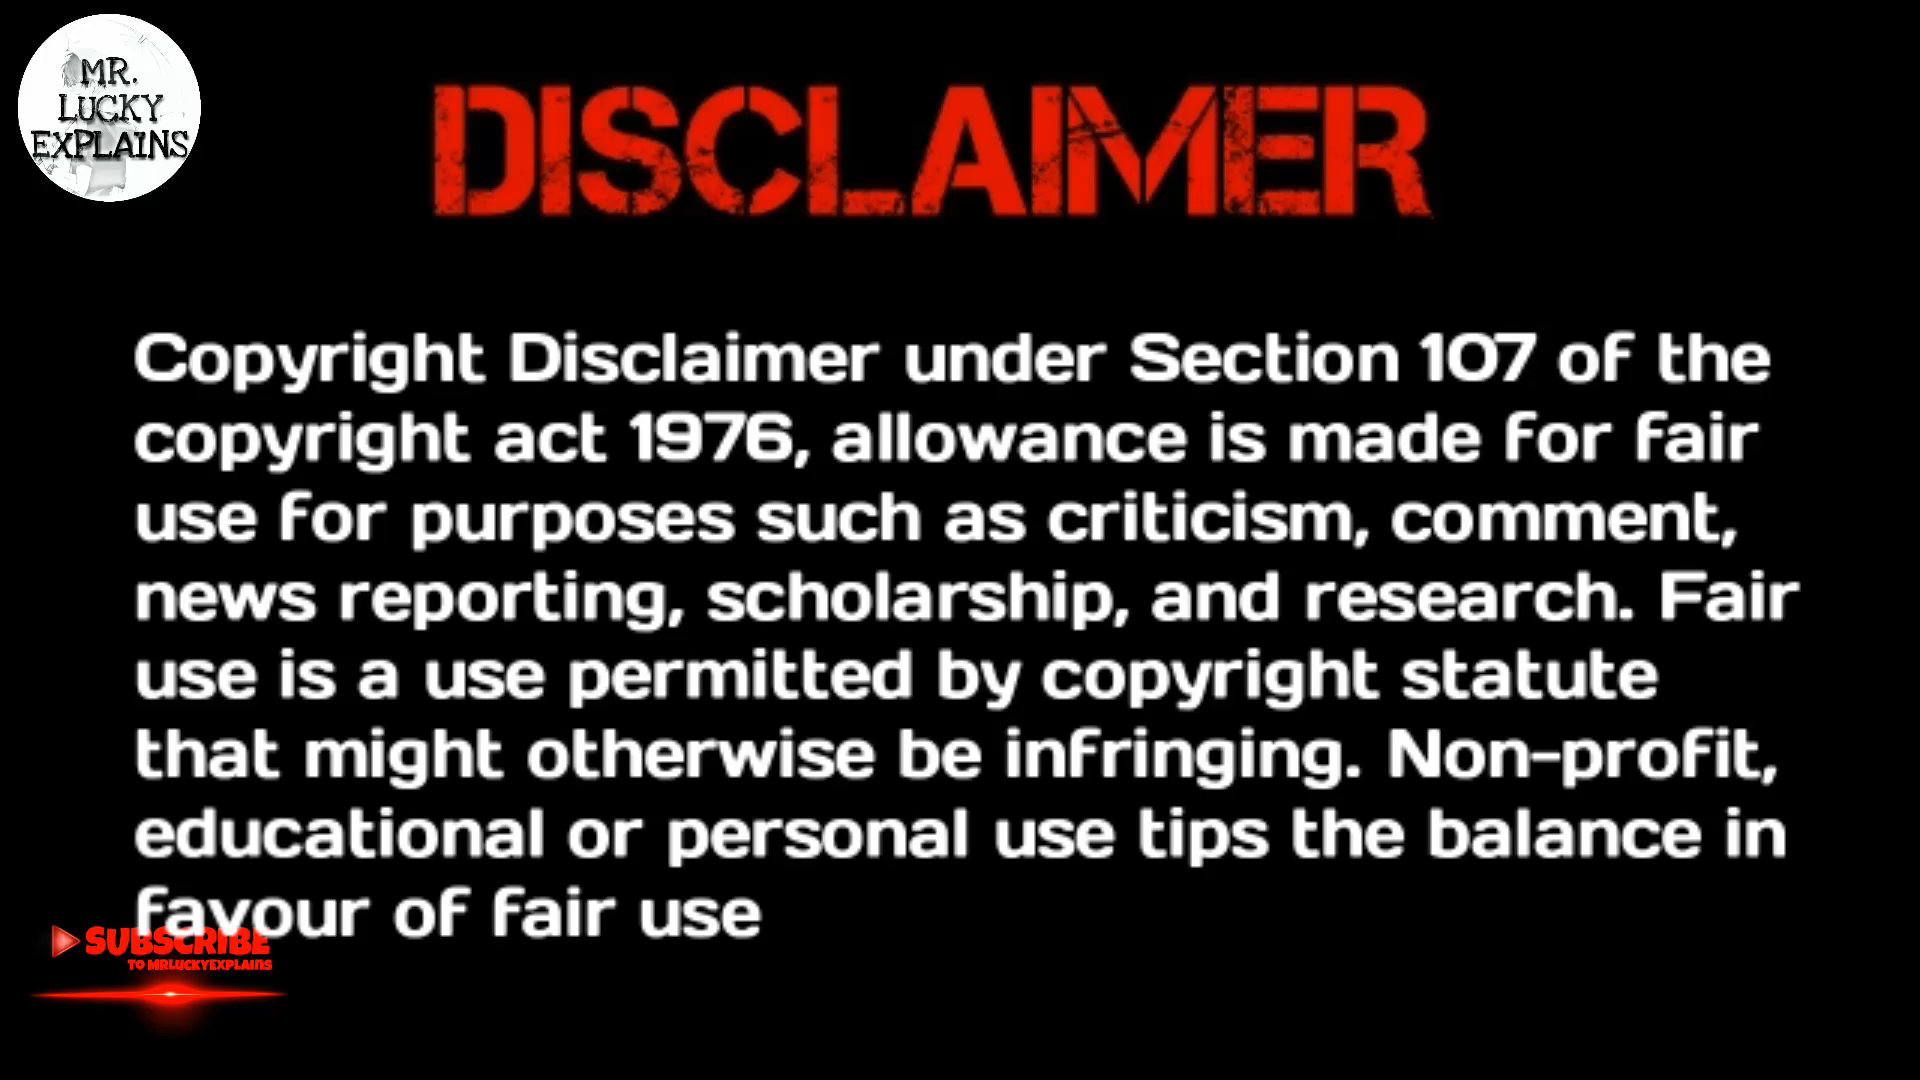 MR.
LUCKY
EXPLAINS
DISCLAIMER
Copyright Disclaimer under Section 107 of the
copyright act 1976, allowance is made for fair
use for purposes such as criticism, comment,
news reporting, scholarship, and research. Fair
use is a use permitted by copyright statute
that might otherwise be infringing. Non-profit,
educational or personal use tips the balance in
favour of fair use
SUBSCRIBE
TO MRLUCKYEXPLAINS